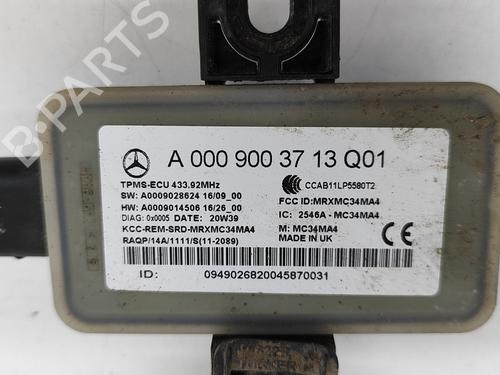 A 000 900 37 13 Q01
TPMS-ECU 433.92MHz
SW: A0009028624 16/09_00
HW: A0009014506 16/26_00
DIAG: 0x0005 DATE: 20W39
KCC-REM-SRD-MRXMC34MA4
RAQP/14A/1111/S(11-2089)
CCAB11LP5580T2
FCC ID:MRXMC34MA4
IC: 2546A - MC34MA4
M: MC34MA4
MADE IN UK
ID: 0949026820045870031
B-PARTS